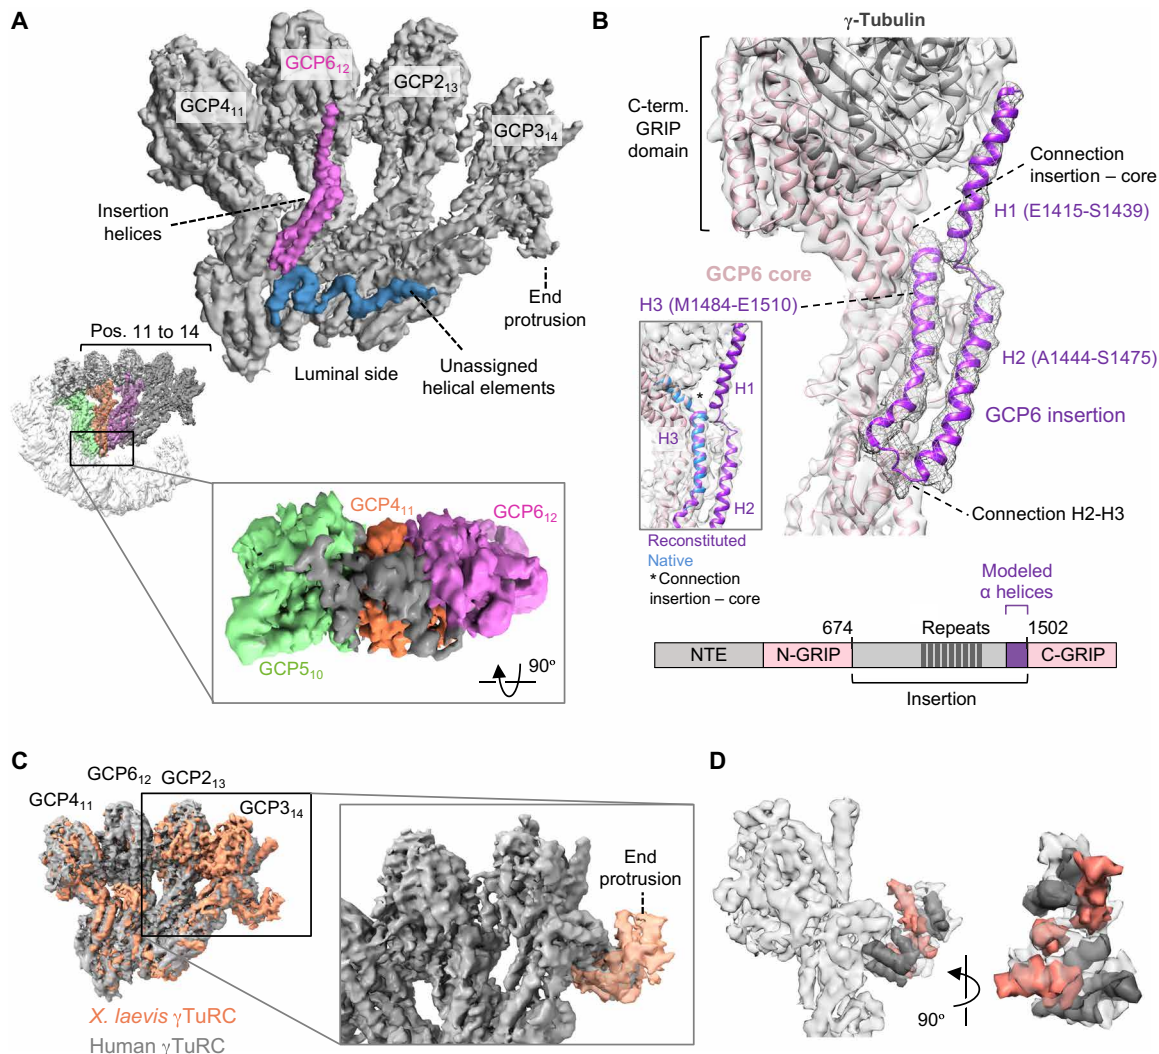 A
GCP4₁₁
GCP6₁₂
GCP2₁₃
GCP3₁₄
Insertion
helices
End
protrusion
Unassigned
helical elements
Luminal side
Pos. 11 to 14
GCP4₁₁
GCP6₁₂
GCP5₁₀
90°
B
γ-Tubulin
C-term.
GRIP
domain
Connection
insertion – core
H1 (E1415-S1439)
GCP6 core
H3 (M1484-E1510)
H2 (A1444-S1475)
GCP6 insertion
Connection H2-H3
*
H1
H3
H2
Reconstituted
Native
* Connection
insertion – core
Modeled
α helices
674
Repeats
1502
NTE
N-GRIP
C-GRIP
Insertion
C
GCP4₁₁
GCP6₁₂
GCP2₁₃
GCP3₁₄
End
protrusion
X. laevis γTuRC
Human γTuRC
D
90°